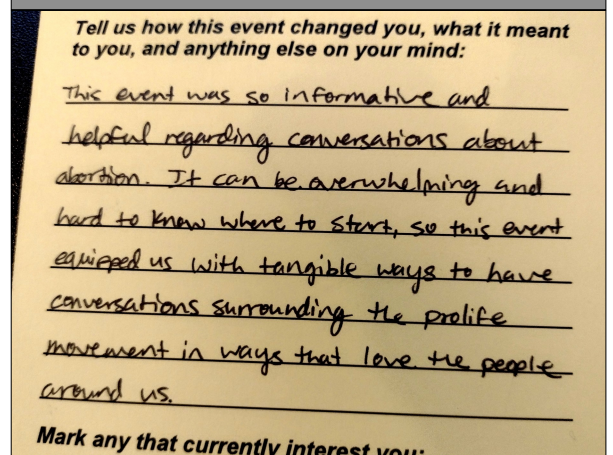 Tell us how this event changed you, what it meant
to you, and anything else on your mind:
This event was so informative and
helpful regarding conversations about
abortion. It can be overwhelming and
hard to know where to start, so this event
equipped us with tangible ways to have
conversations surrounding the prolife
movement in ways that love the people
around us.
Mark any that currently interest you: